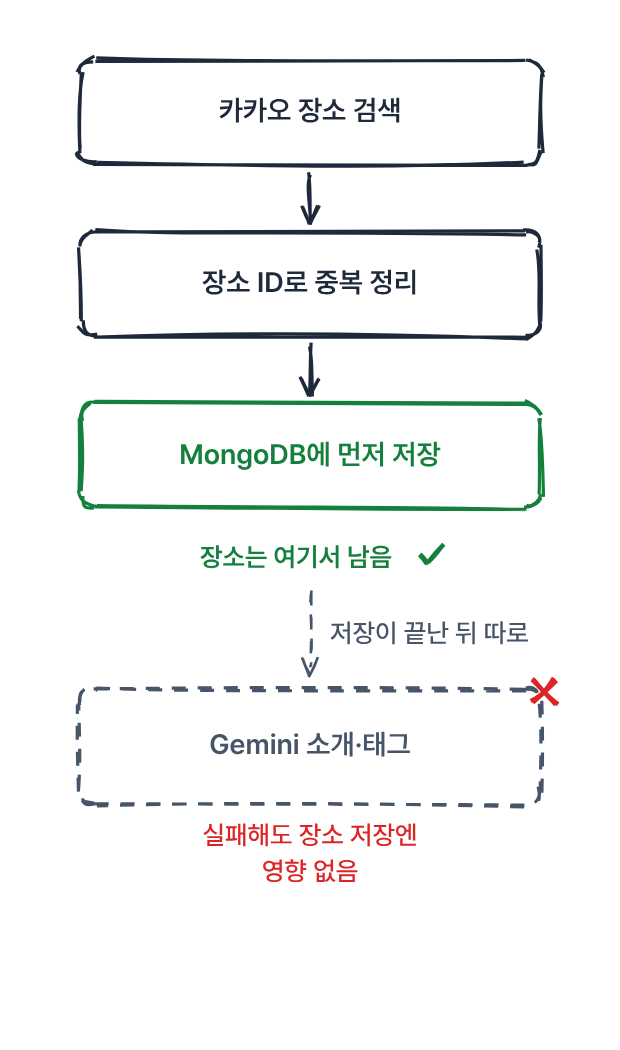 카카오 장소 검색
장소 ID로 중복 정리
MongoDB에 먼저 저장
장소는 여기서 남음
저장이 끝난 뒤 따로
Gemini 소개·태그
실패해도 장소 저장엔
영향 없음